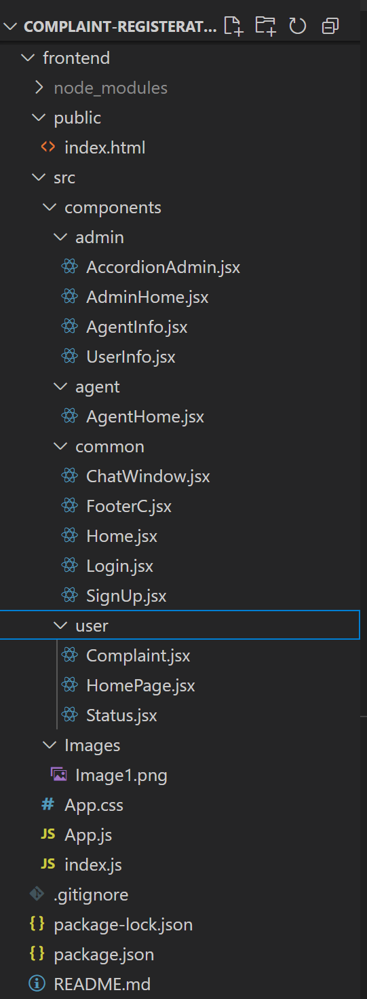 COMPLAINT-REGISTERAT...
frontend
node_modules
public
<> index.html
src
components
admin
AccordionAdmin.jsx
AdminHome.jsx
AgentInfo.jsx
UserInfo.jsx
agent
AgentHome.jsx
common
ChatWindow.jsx
FooterC.jsx
Home.jsx
Login.jsx
SignUp.jsx
user
Complaint.jsx
HomePage.jsx
Status.jsx
Images
Image1.png
# App.css
JS App.js
JS index.js
.gitignore
{} package-lock.json
{} package.json
README.md